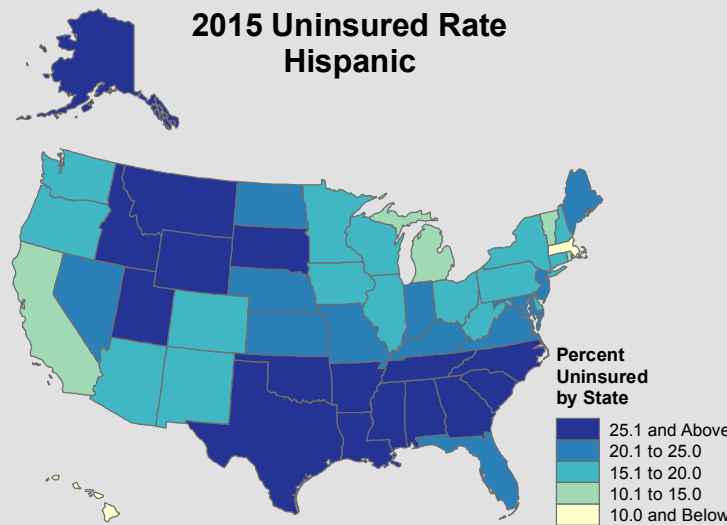 2015 Uninsured Rate
Hispanic
Percent
Uninsured
by State
25.1 and Above
20.1 to 25.0
15.1 to 20.0
10.1 to 15.0
10.0 and Below